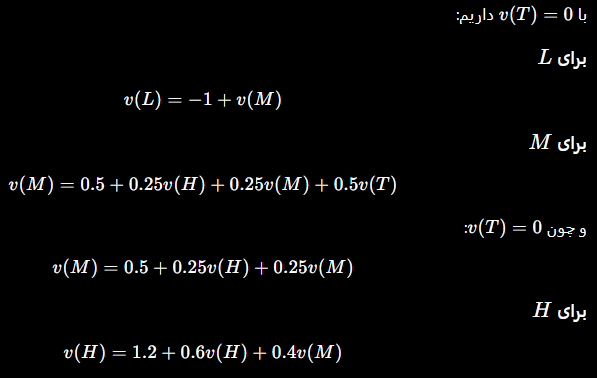 با v(T) = 0 داریم:
برای L
v(L) = −1 + v(M)
برای M
v(M) = 0.5 + 0.25v(H) + 0.25v(M) + 0.5v(T)
و چون v(T) = 0:
v(M) = 0.5 + 0.25v(H) + 0.25v(M)
برای H
v(H) = 1.2 + 0.6v(H) + 0.4v(M)